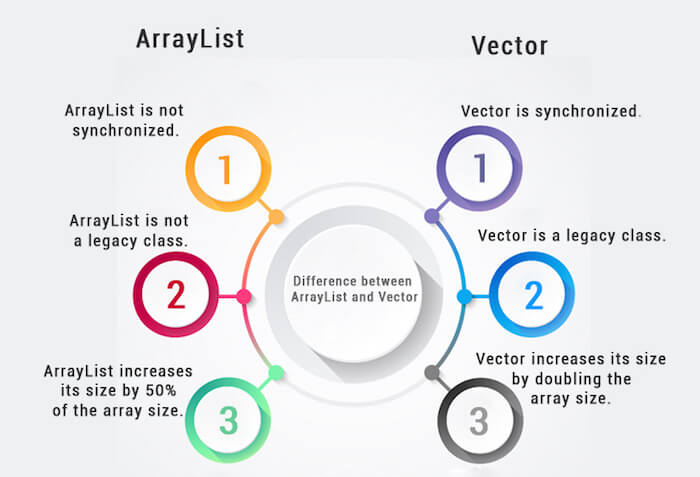 ArrayList
Vector
ArrayList is not
synchronized.
1
Vector is synchronized.
1
ArrayList is not
a legacy class.
2
Vector is a legacy class.
2
Difference between
ArrayList and Vector
ArrayList increases
its size by 50%
of the array size.
3
Vector increases its size
by doubling the
array size.
3